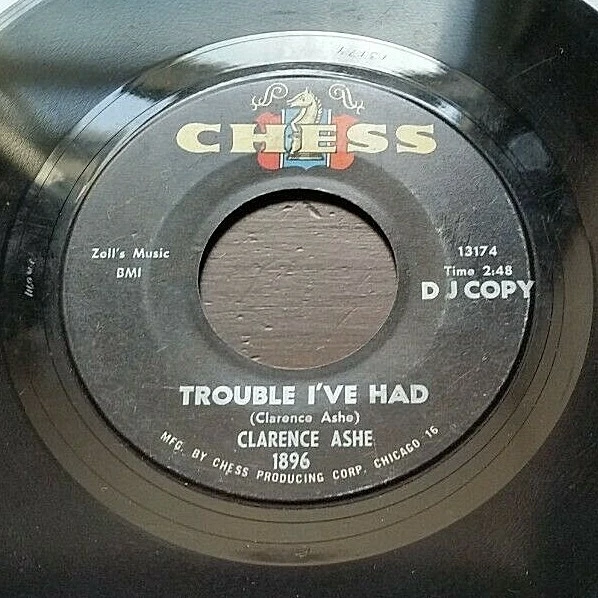 CHESS
Zoll's Music
BMI
13174
Time 2:48
D J COPY
TROUBLE I'VE HAD
(Clarence Ashe)
CLARENCE ASHE
1896
MFG. BY CHESS PRODUCING CORP. CHICAGO 16